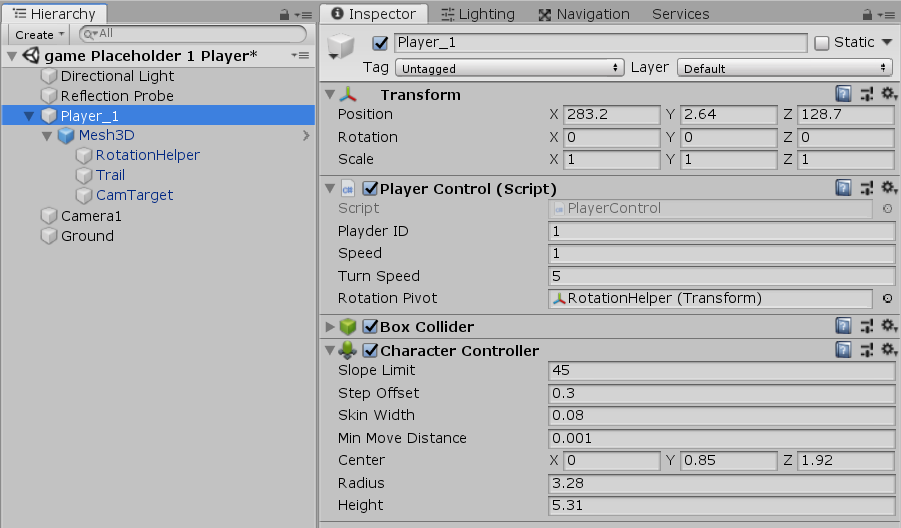 Hierarchy
Create
All
game Placeholder 1 Player*
Directional Light
Reflection Probe
Player_1
Mesh3D
RotationHelper
Trail
CamTarget
Camera1
Ground
Inspector Lighting Navigation Services
Player_1 Static
Tag Untagged Layer Default
Transform
Position X 283.2 Y 2.64 Z 128.7
Rotation X 0 Y 0 Z 0
Scale X 1 Y 1 Z 1
Player Control (Script)
Script PlayerControl
Playder ID 1
Speed 1
Turn Speed 5
Rotation Pivot RotationHelper (Transform)
Box Collider
Character Controller
Slope Limit 45
Step Offset 0.3
Skin Width 0.08
Min Move Distance 0.001
Center X 0 Y 0.85 Z 1.92
Radius 3.28
Height 5.31